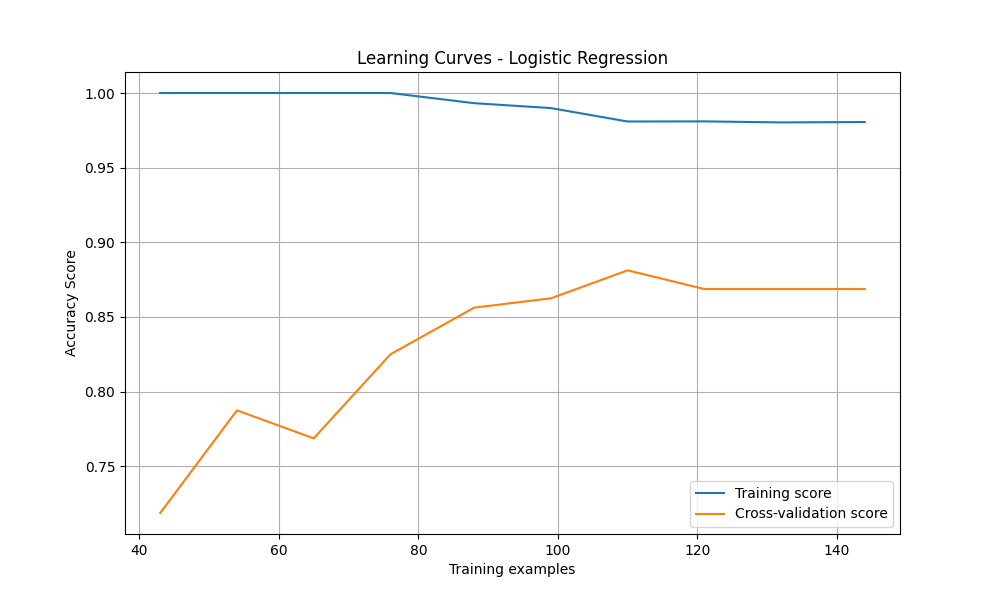 Learning Curves - Logistic Regression
1.00
0.95
0.90
0.85
0.80
0.75
Accuracy Score
Training score
Cross-validation score
40 60 80 100 120 140
Training examples